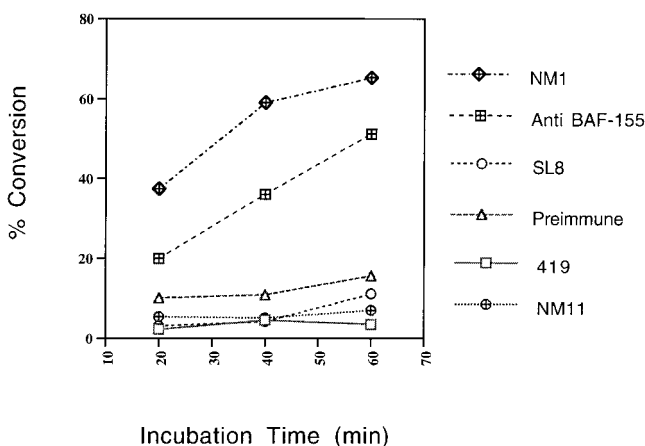 80
60
40
20
0
% Conversion
10
20
30
40
50
60
70
Incubation Time (min)
NM1
Anti BAF-155
SL8
Preimmune
419
NM11